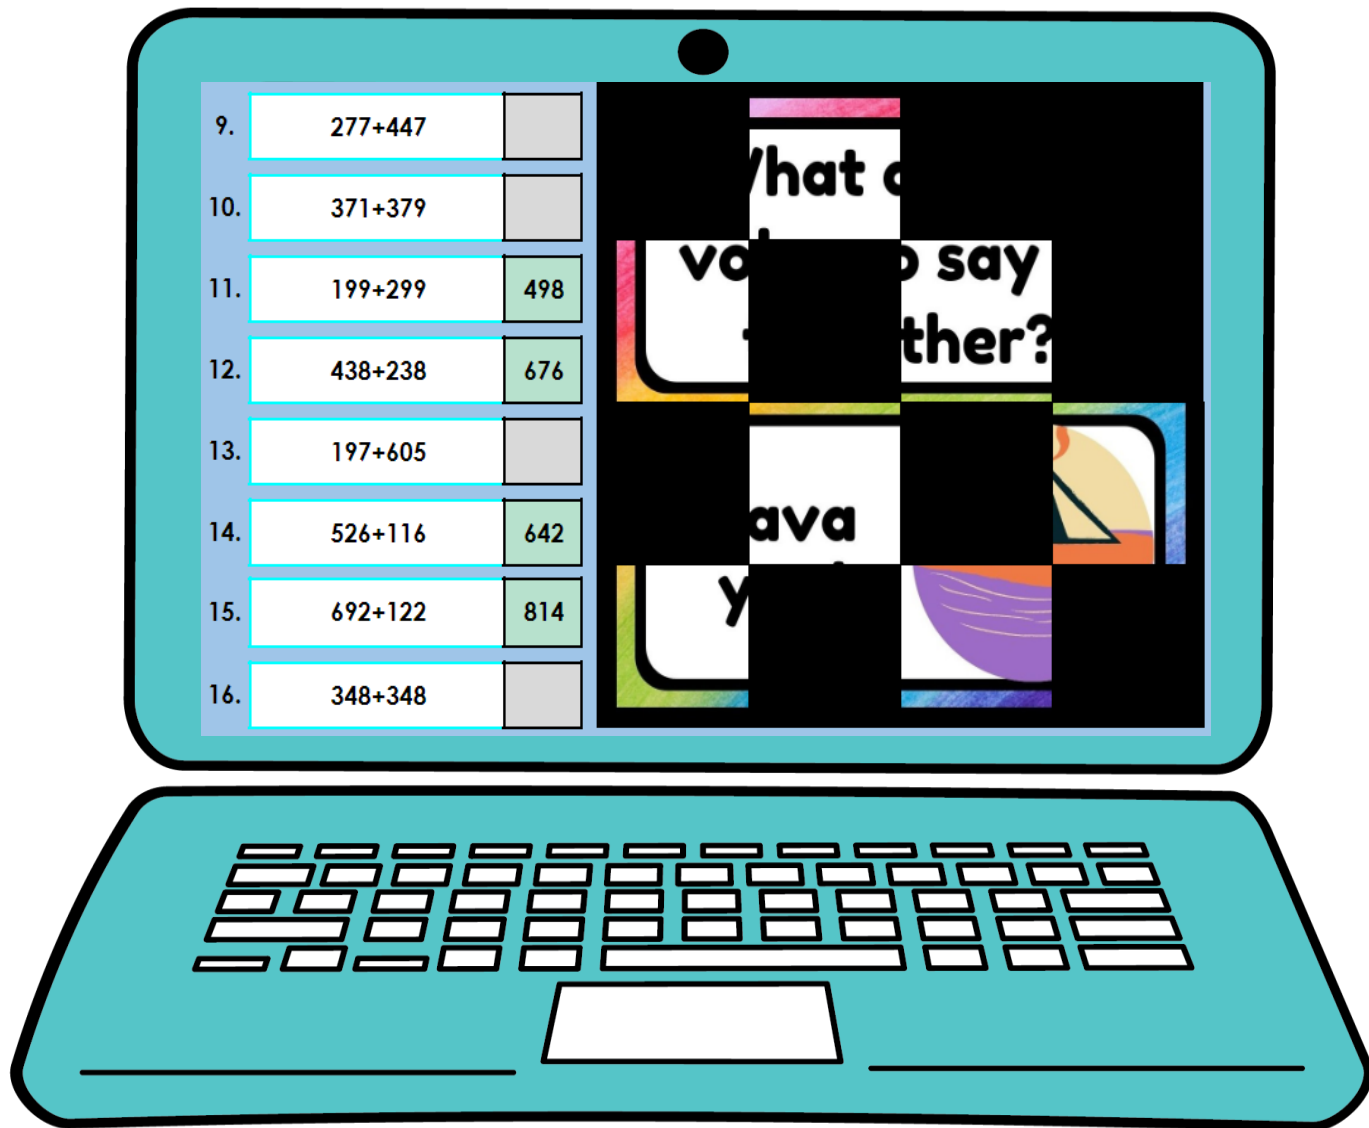 9. 277+447
10. 371+379
11. 199+299 498
12. 438+238 676
13. 197+605
14. 526+116 642
15. 692+122 814
16. 348+348
hat
vo say
ther?
ava
y